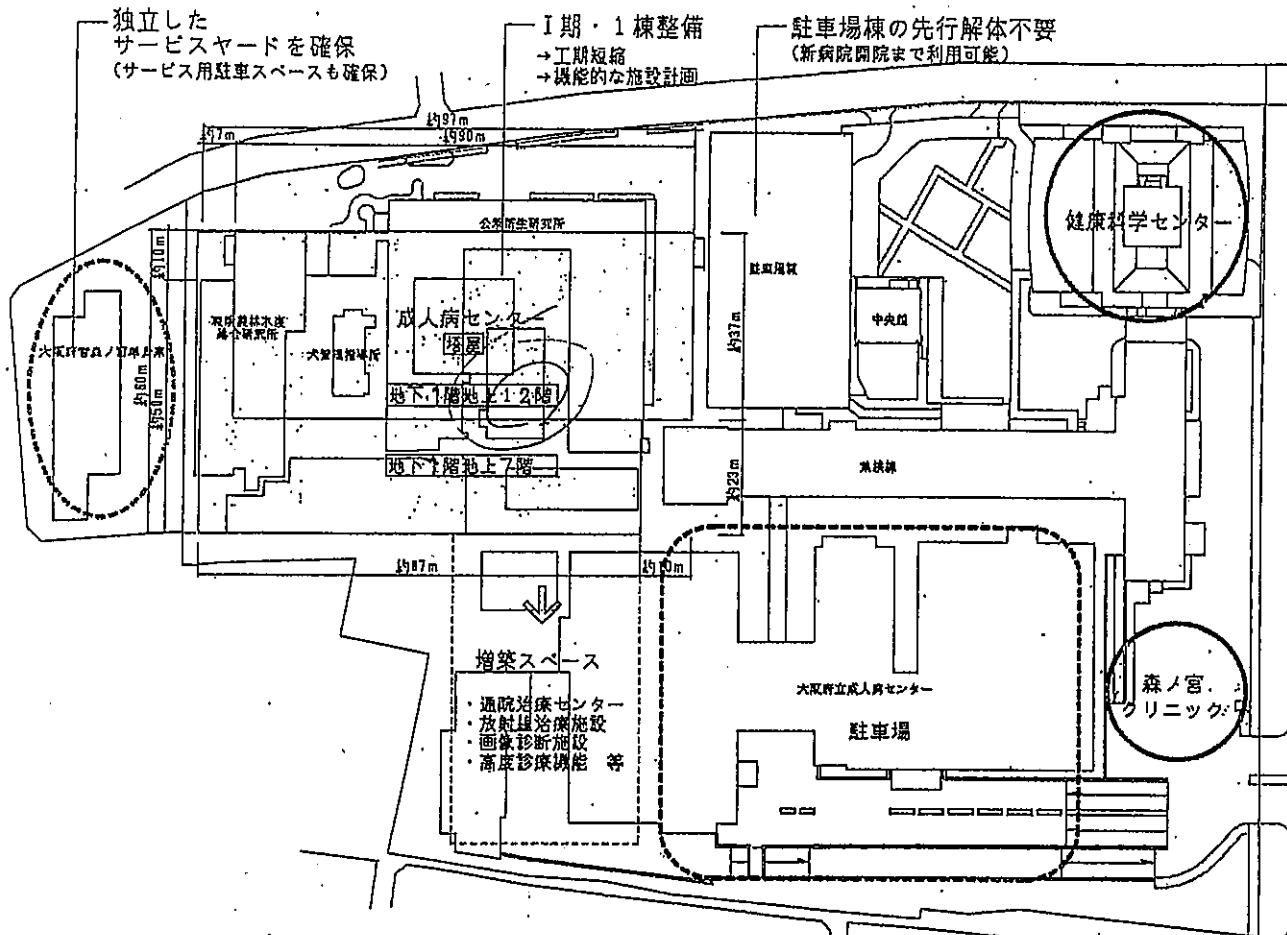 独立した
サービスヤードを確保
(サービス用駐車スペースも確保)
Ⅰ期・1棟整備
→工期短縮
→機能的な施設計画
駐車場棟の先行解体不要
(新病院開院まで利用可能)
約97m
約7m
約90m
公衆衛生研究所
健康科学センター
約10m
駐車場棟
成人病センター
中央館
塔屋
犬管理指導所
約60m
約50m
約37m
地下1階地上12階
地下1階地上7階
約23m
約87m
約10m
増築スペース
・通院治療センター
・放射線治療施設
・画像診断施設
・高度診療機能 等
大阪府立成人病センター
駐車場
森ノ宮
クリニック